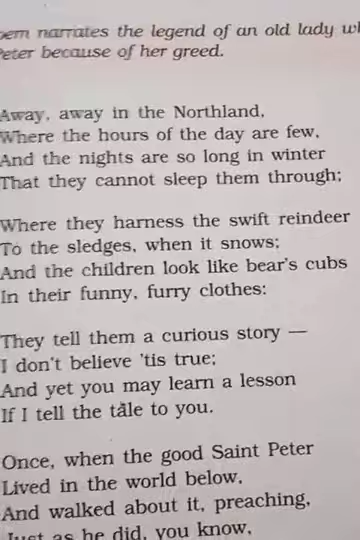 oem narrates the legend of an old lady w
Peter because of her greed.
Away, away in the Northland,
Where the hours of the day are few,
And the nights are so long in winter
That they cannot sleep them through;
Where they harness the swift reindeer
To the sledges, when it snows;
And the children look like bear's cubs
In their funny, furry clothes:
They tell them a curious story —
I don't believe 'tis true;
And yet you may learn a lesson
If I tell the tale to you.
Once, when the good Saint Peter
Lived in the world below,
And walked about it, preaching,
Just as he did, you know,